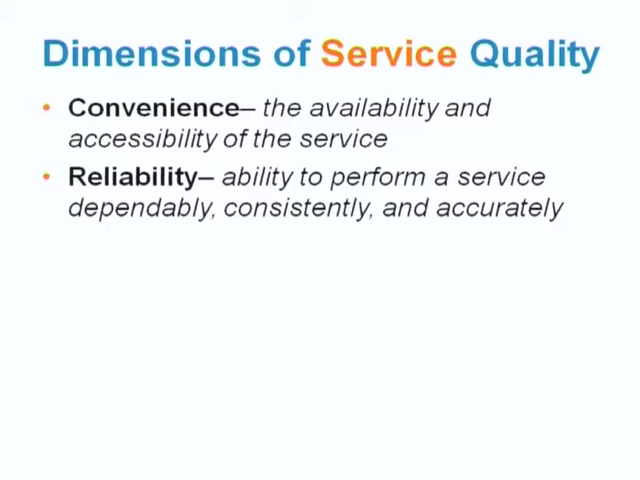 Dimensions of Service Quality
• Convenience– the availability and
accessibility of the service
• Reliability– ability to perform a service
dependably, consistently, and accurately